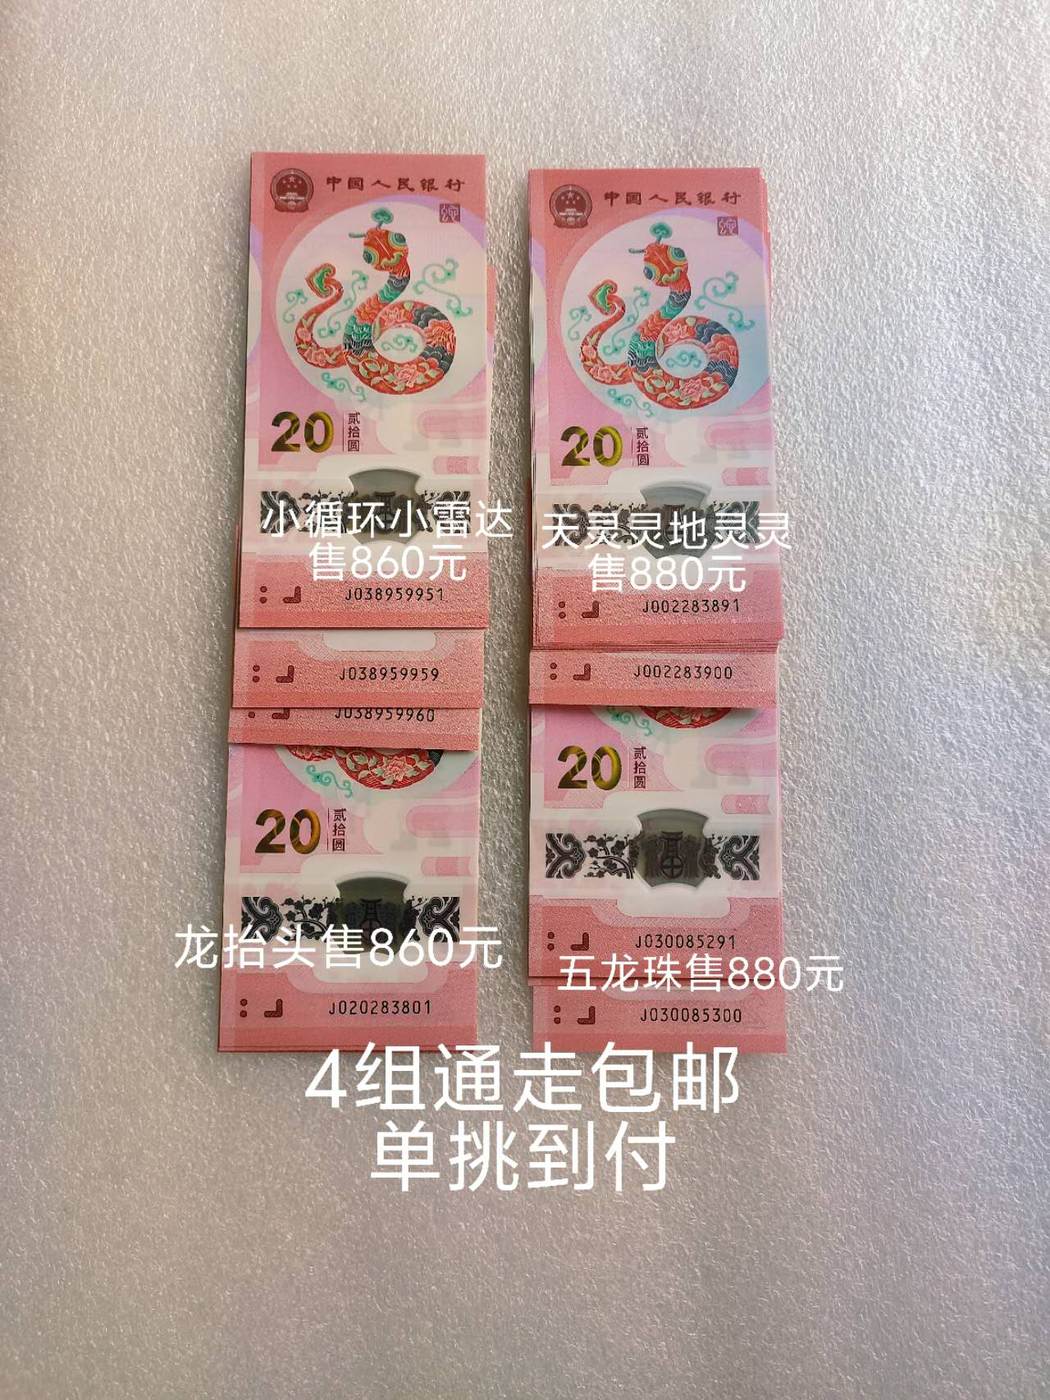 中国人民银行
20
贰拾圆
小循环小雷达
售860元
J038959951
J038959959
J038959960
20
贰拾圆
龙抬头售860元
J020283801
中国人民银行
20
贰拾圆
天灵灵地灵灵
售880元
J002283891
J002283900
20
贰拾圆
J030085291
五龙珠售880元
J030085300
4组通走包邮
单挑到付